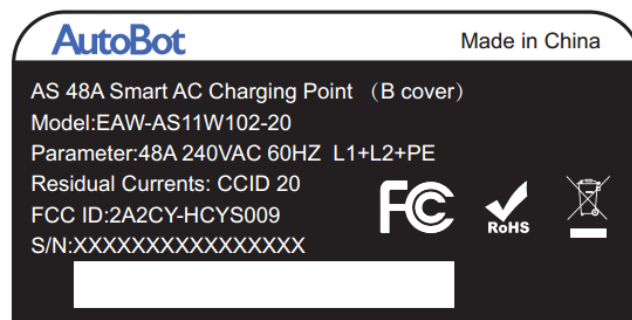 AutoBot
Made in China
AS 48A Smart AC Charging Point （B cover）
Model:EAW-AS11W102-20
Parameter:48A 240VAC 60HZ L1+L2+PE
Residual Currents: CCID 20
FCC ID:2A2CY-HCYS009
S/N:XXXXXXXXXXXXXXXX
FC
RoHS